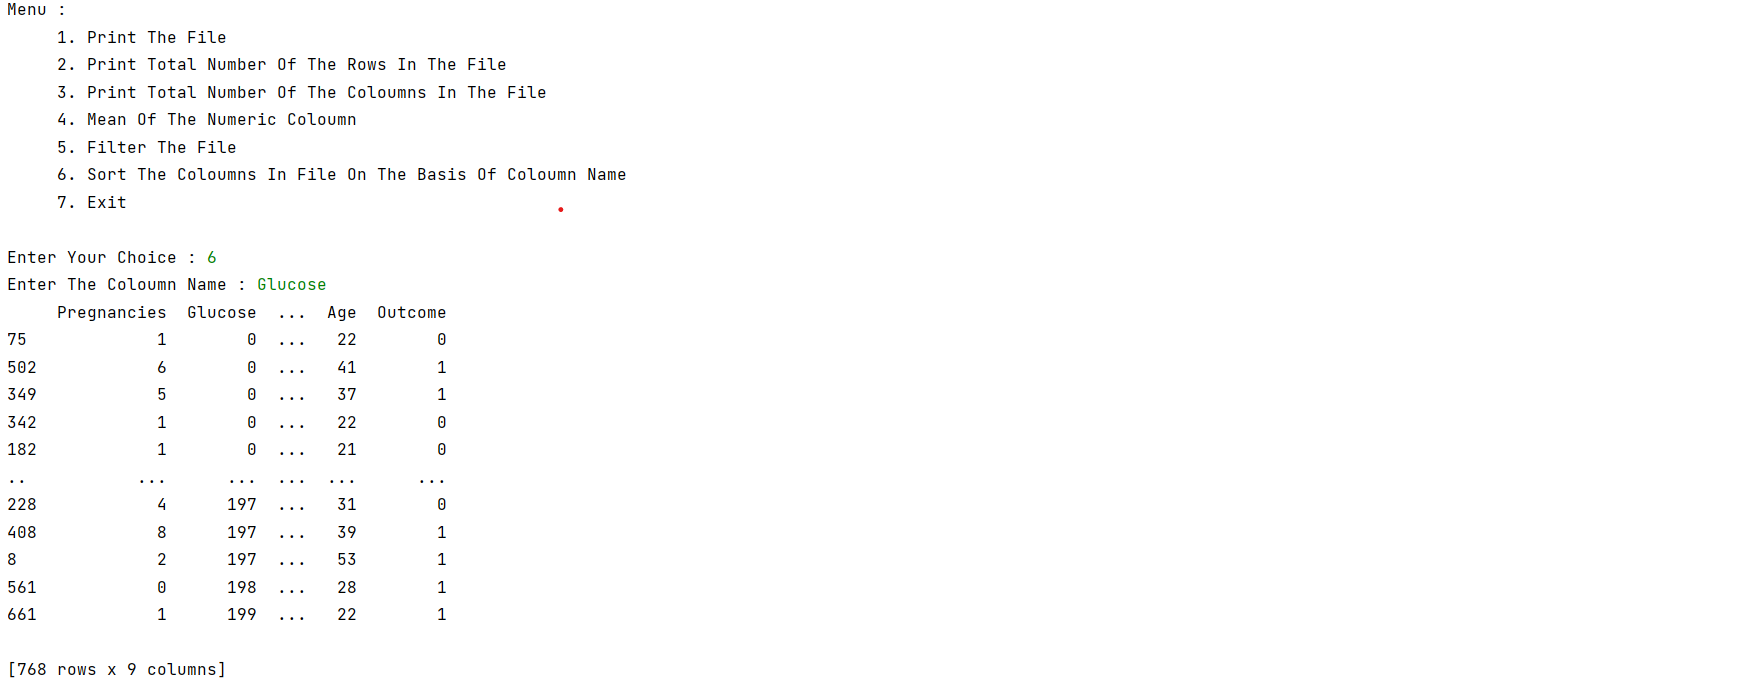 Menu :
     1. Print The File
     2. Print Total Number Of The Rows In The File
     3. Print Total Number Of The Coloumns In The File
     4. Mean Of The Numeric Coloumn
     5. Filter The File
     6. Sort The Coloumns In File On The Basis Of Coloumn Name
     7. Exit
Enter Your Choice : 6
Enter The Coloumn Name : Glucose
     Pregnancies  Glucose  ...  Age  Outcome
75             1        0  ...   22        0
502            6        0  ...   41        1
349            5        0  ...   37        1
342            1        0  ...   22        0
182            1        0  ...   21        0
..           ...      ...  ...  ...      ...
228            4      197  ...   31        0
408            8      197  ...   39        1
8              2      197  ...   53        1
561            0      198  ...   28        1
661            1      199  ...   22        1
[768 rows x 9 columns]